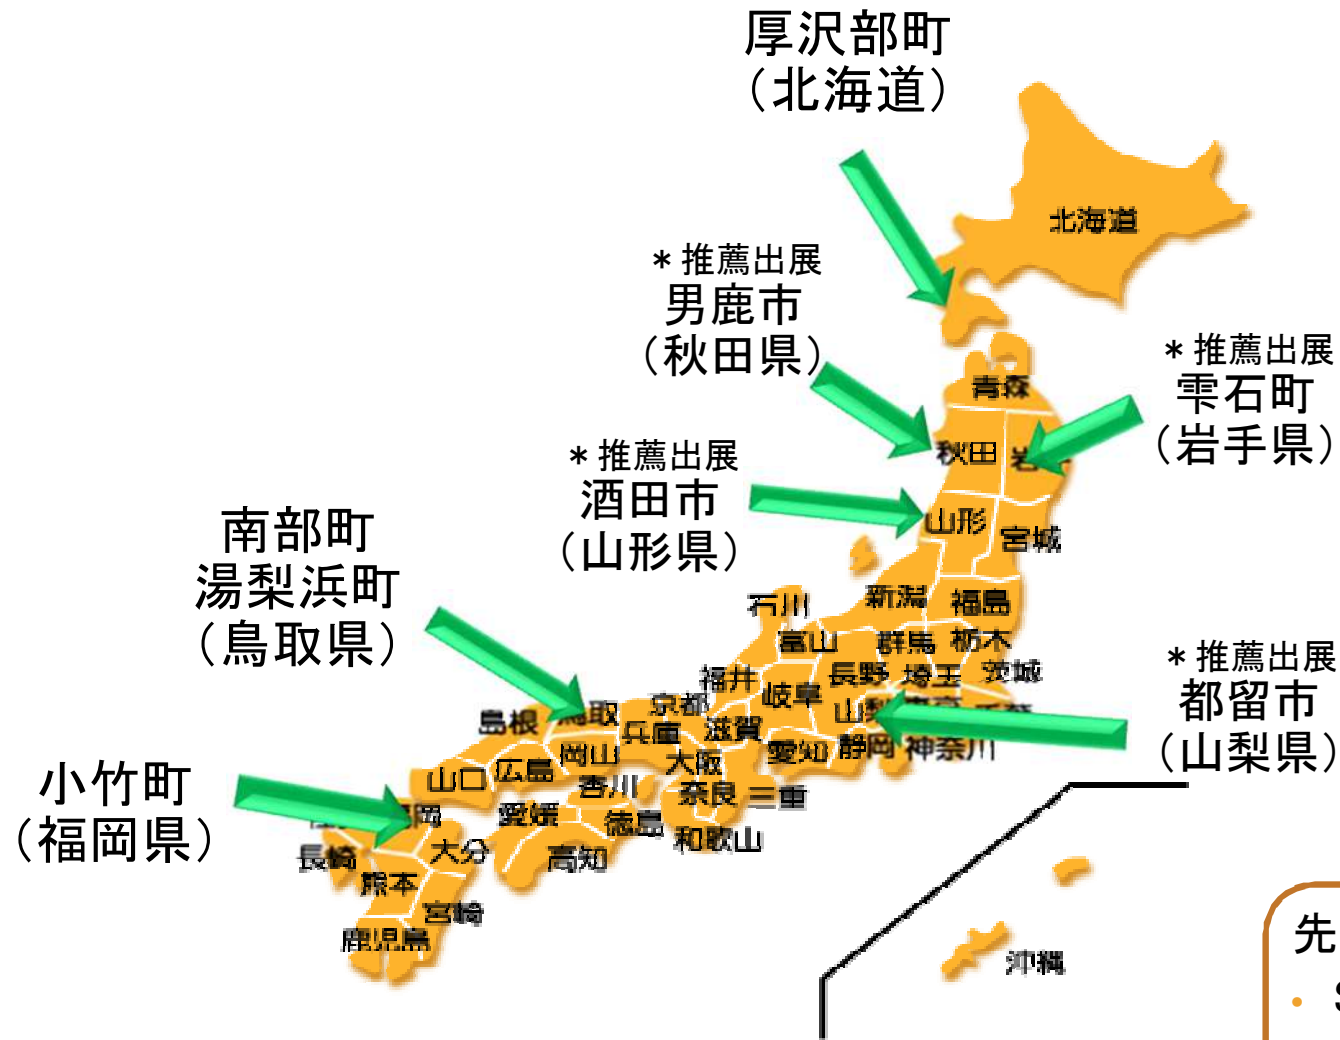 厚沢部町
（北海道）
北海道
＊推薦出展
男鹿市
（秋田県）
＊推薦出展
雫石町
（岩手県）
青森
秋田
岩
＊推薦出展
酒田市
（山形県）
山形
宮城
南部町
湯梨浜町
（鳥取県）
石川
新潟
福島
富山
群馬
栃木
＊推薦出展
都留市
（山梨県）
福井
岐阜
長野
埼玉
茨城
島根
鳥取
京都
兵庫
滋賀
山梨
岡山
大阪
愛知
静岡
神奈川
小竹町
（福岡県）
山口
広島
香川
奈良
三重
岡
愛媛
徳島
和歌山
長崎
大分
高知
熊本
宮崎
鹿児島
沖縄
先
・ S